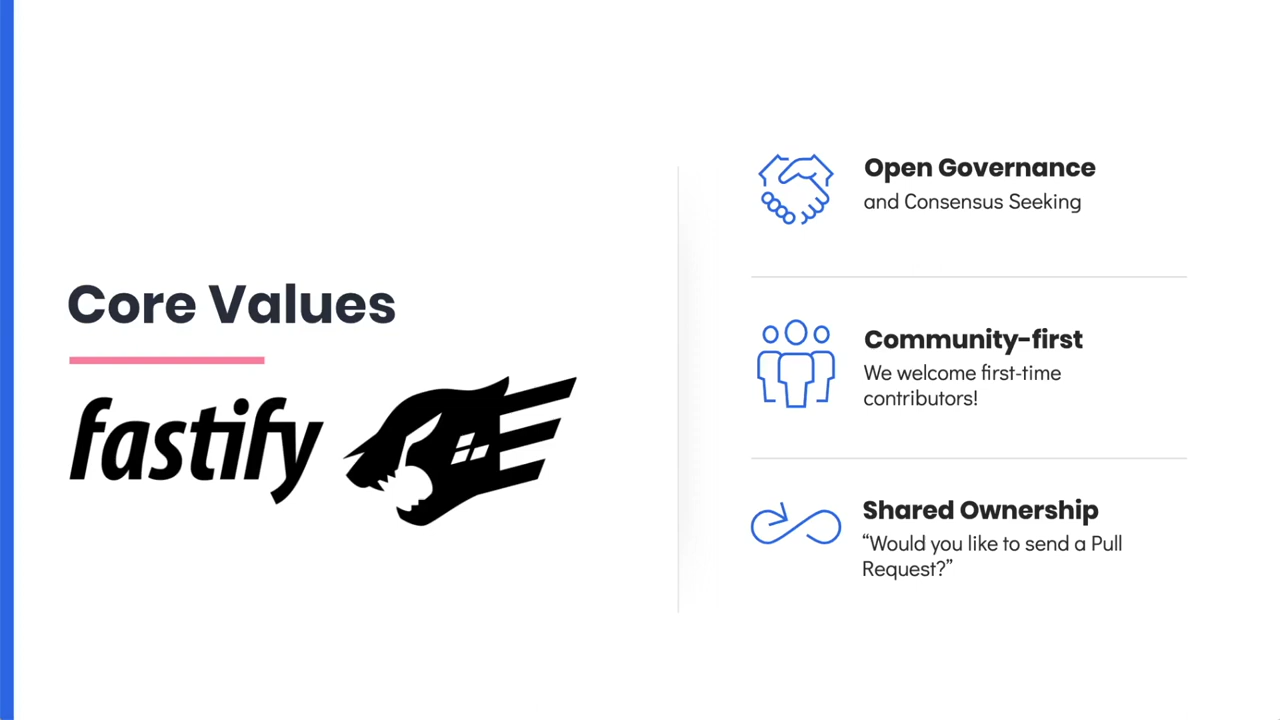 Core Values
fastify
Open Governance
and Consensus Seeking
Community-first
We welcome first-time
contributors!
Shared Ownership
“Would you like to send a Pull
Request?”